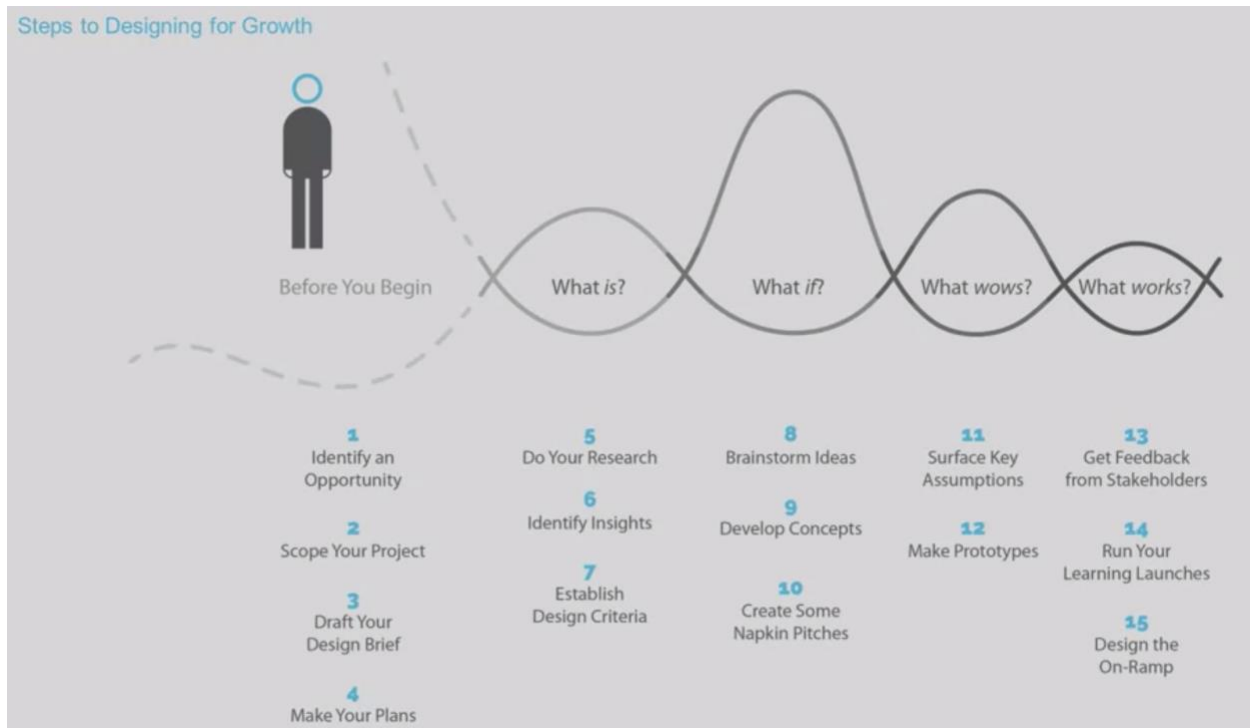 Steps to Designing for Growth
Before You Begin
What is?
What if?
What wows?
What works?
1
Identify an
Opportunity
2
Scope Your Project
3
Draft Your
Design Brief
4
Make Your Plans
5
Do Your Research
6
Identify Insights
7
Establish
Design Criteria
8
Brainstorm Ideas
9
Develop Concepts
10
Create Some
Napkin Pitches
11
Surface Key
Assumptions
12
Make Prototypes
13
Get Feedback
from Stakeholders
14
Run Your
Learning Launches
15
Design the
On-Ramp